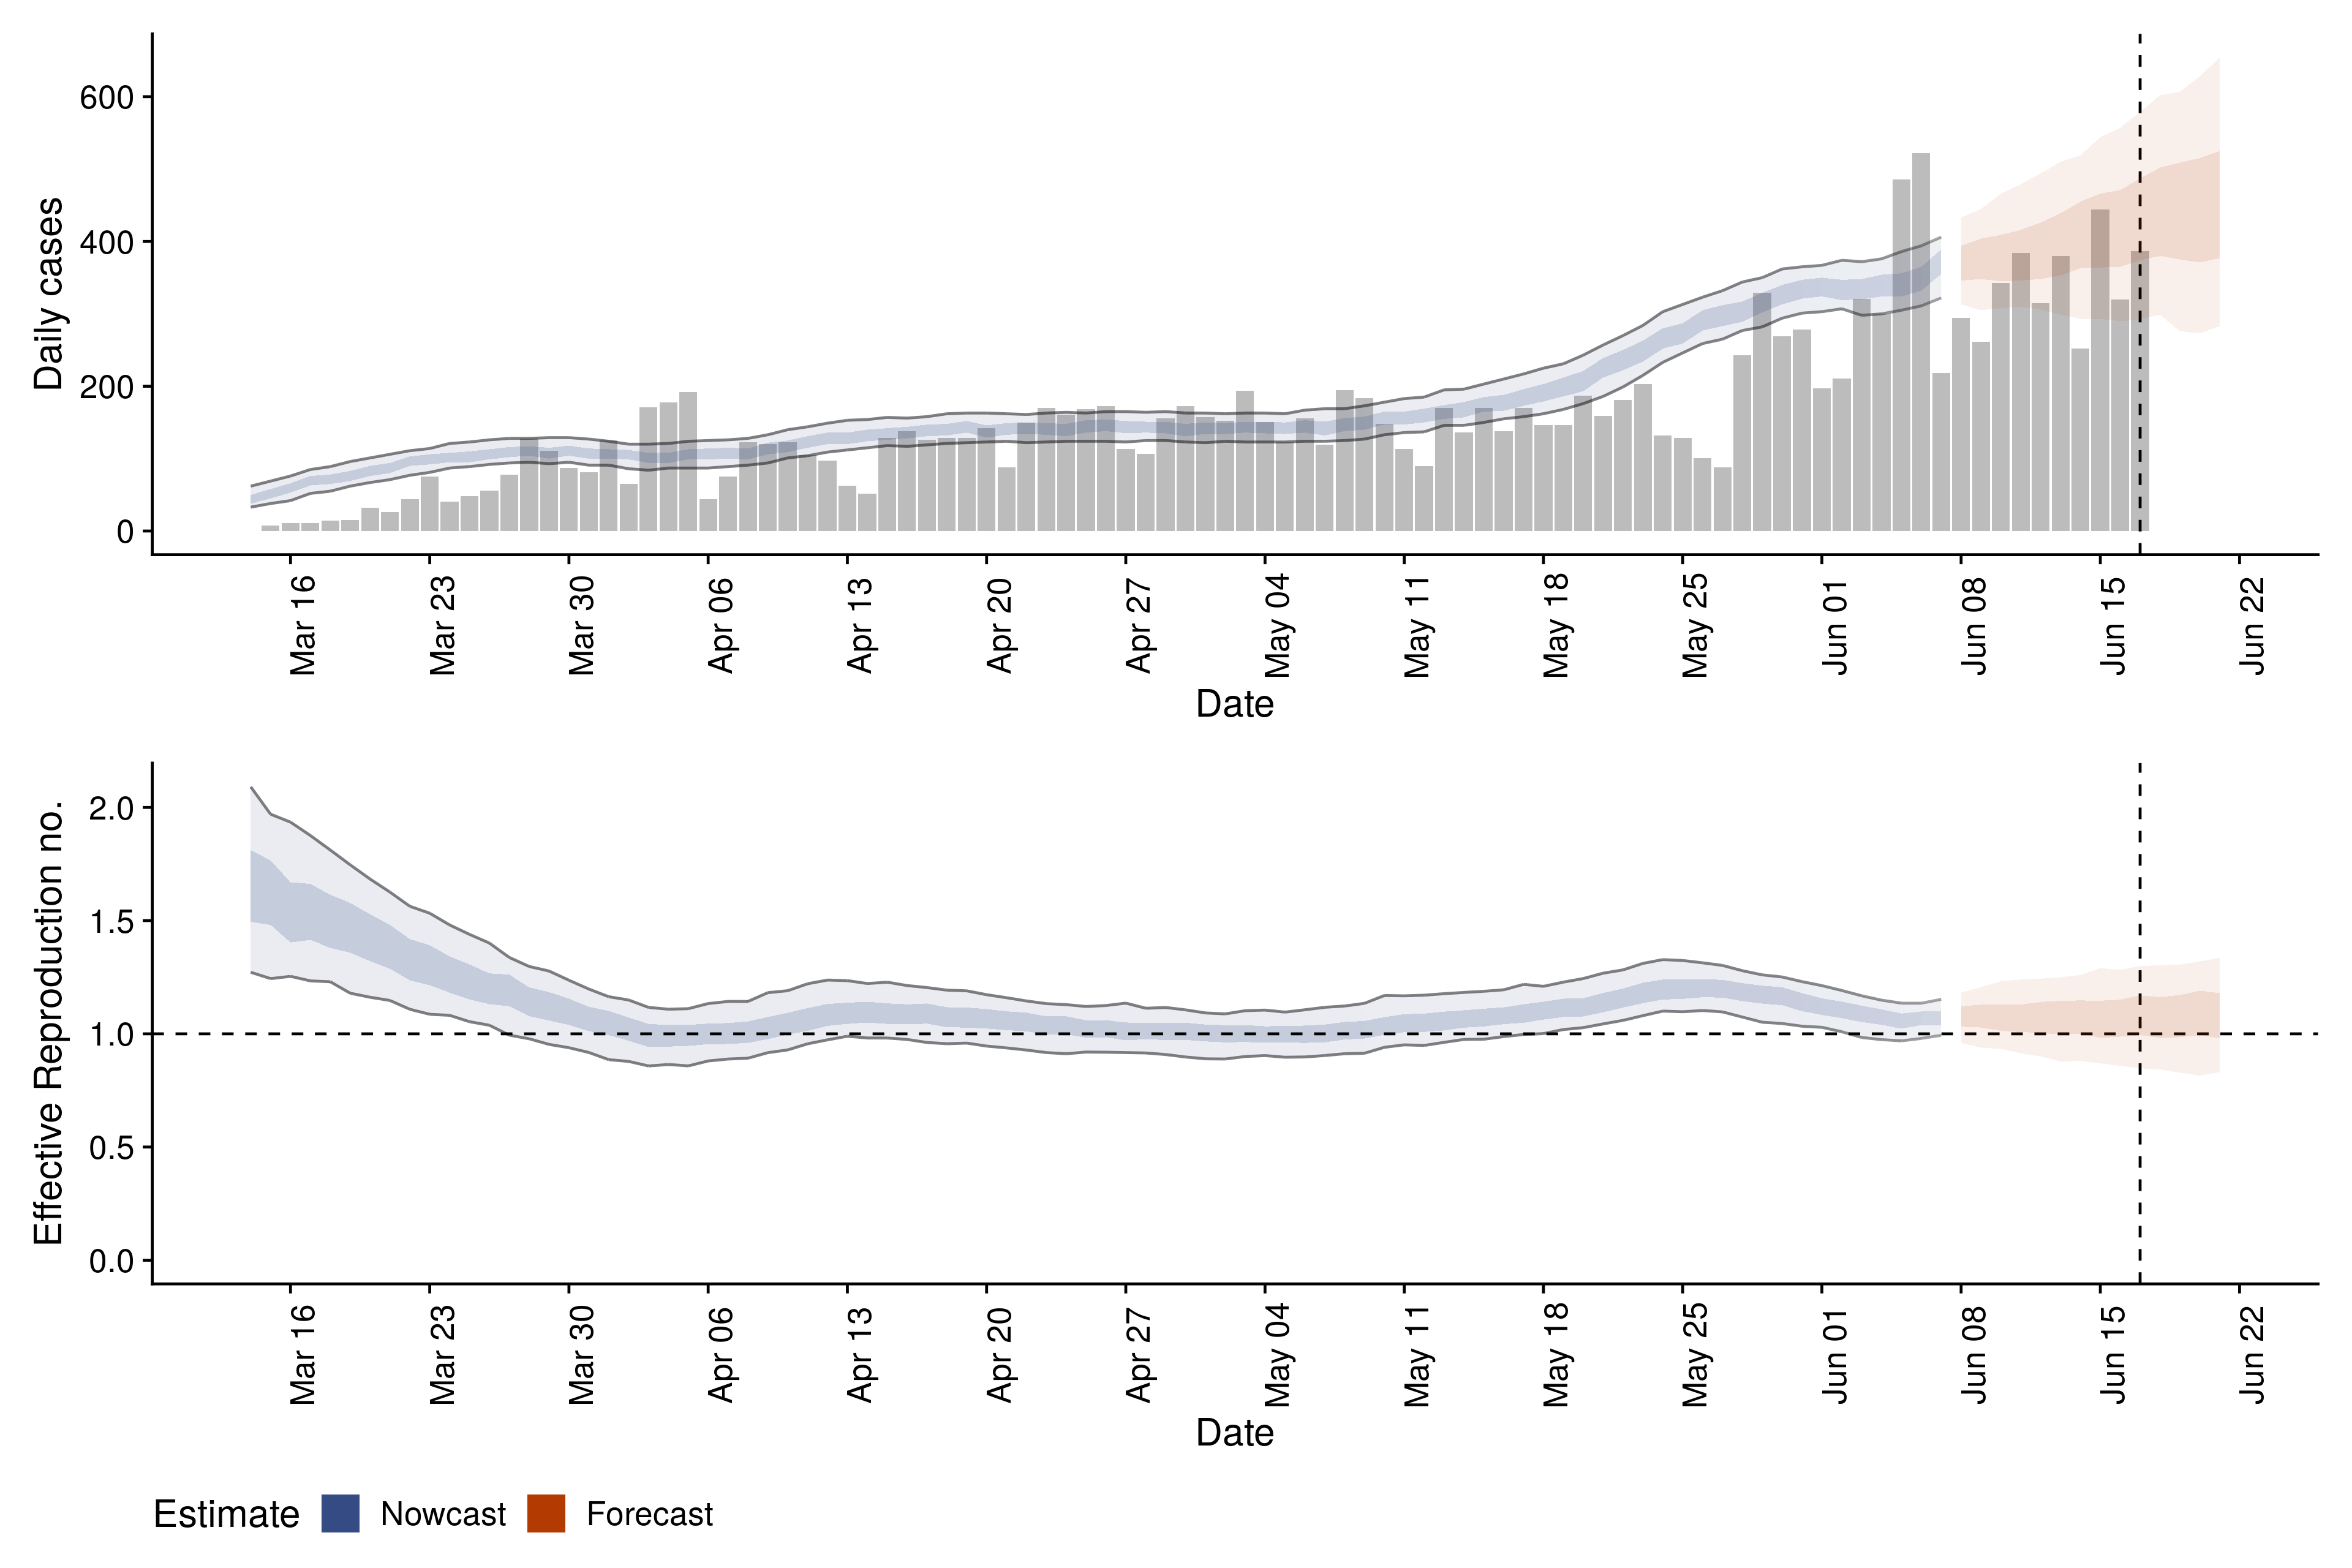 Daily cases
600
400
200
0
Mar 16
Mar 23
Mar 30
Apr 06
Apr 13
Apr 20
Apr 27
May 04
May 11
May 18
May 25
Jun 01
Jun 08
Jun 15
Jun 22
Date
Effective Reproduction no.
2.0
1.5
1.0
0.5
0.0
Mar 16
Mar 23
Mar 30
Apr 06
Apr 13
Apr 20
Apr 27
May 04
May 11
May 18
May 25
Jun 01
Jun 08
Jun 15
Jun 22
Date
Estimate Nowcast Forecast